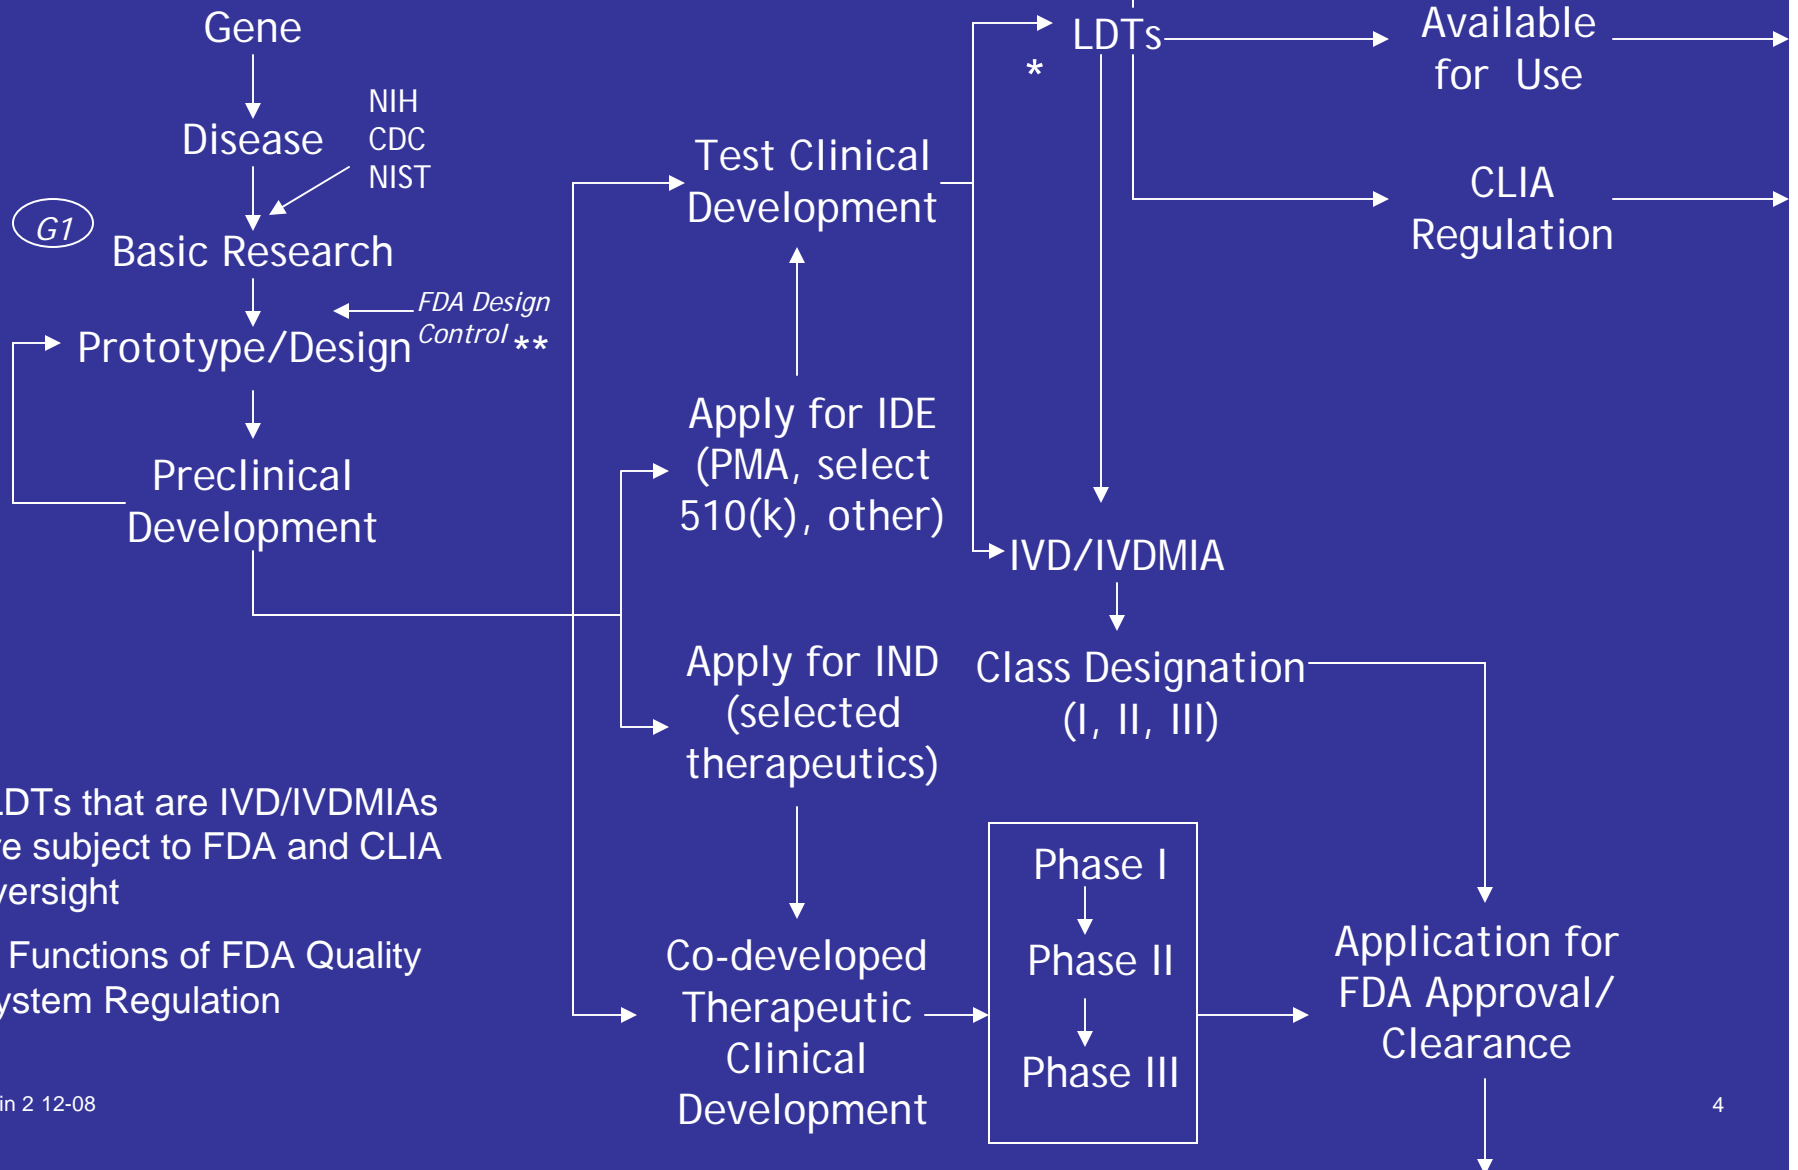 Gene
Disease
NIH
CDC
NIST
G1
Basic Research
FDA Design
Control **
Prototype/Design
Preclinical
Development
Test Clinical
Development
Apply for IDE
(PMA, select
510(k), other)
Apply for IND
(selected
therapeutics)
Co-developed
Therapeutic
Clinical
Development
LDTs
*
Available
for Use
CLIA
Regulation
IVD/IVDMIA
Class Designation
(I, II, III)
Phase I
Phase II
Phase III
Application for
FDA Approval/
Clearance
LDTs that are IVD/IVDMIAs
re subject to FDA and CLIA
versight
Functions of FDA Quality
ystem Regulation
in 2 12-08
4